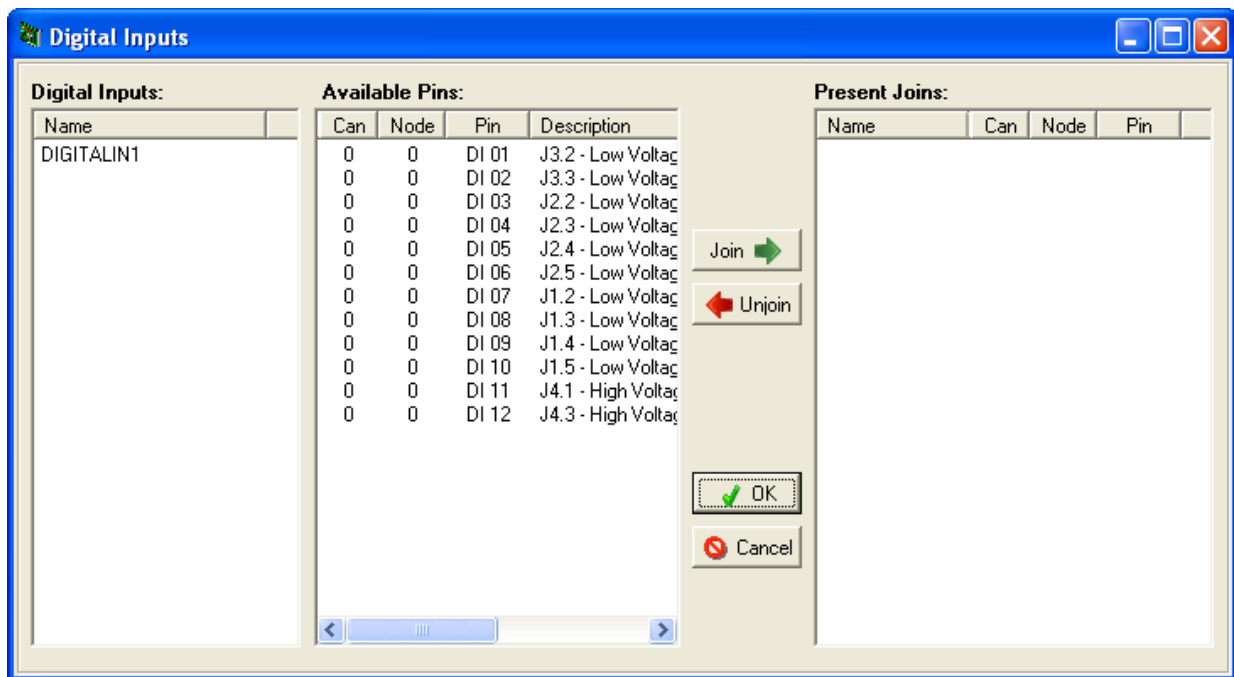 Digital Inputs
Digital Inputs: Available Pins: Present Joins:
Name Can Node Pin Description Name Can Node Pin
DIGITALIN1 0 0 DI 01 J3.2 - Low Voltag
0 0 DI 02 J3.3 - Low Voltag
0 0 DI 03 J2.2 - Low Voltag
0 0 DI 04 J2.3 - Low Voltag
0 0 DI 05 J2.4 - Low Voltag
0 0 DI 06 J2.5 - Low Voltag
0 0 DI 07 J1.2 - Low Voltag
0 0 DI 08 J1.3 - Low Voltag
0 0 DI 09 J1.4 - Low Voltag
0 0 DI 10 J1.5 - Low Voltag
0 0 DI 11 J4.1 - High Voltag
0 0 DI 12 J4.3 - High Voltag
Join
Unjoin
OK
Cancel